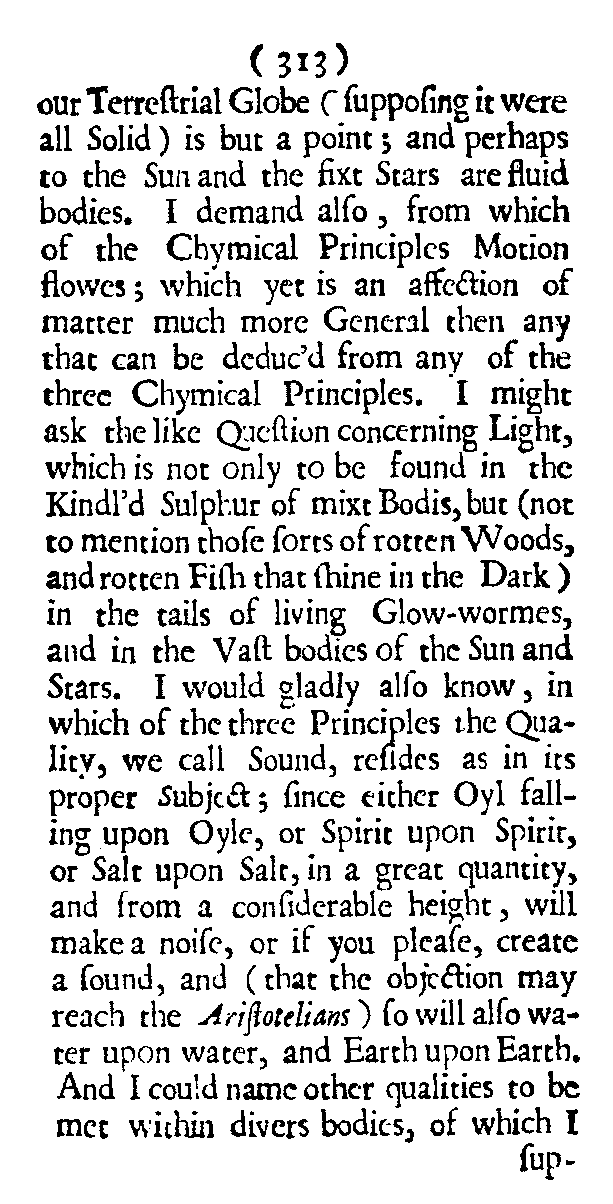 ( 313 )
our Terreſtrial Globe ( ſuppoſing it were
all Solid ) is but a point ; and perhaps
to the Sun and the fixt Stars are fluid
bodies. I demand alſo , from which
of the Chymical Principles Motion
flowes ; which yet is an affection of
matter much more General then any
that can be deduc'd from any of the
three Chymical Principles. I might
ask the like Queſtion concerning Light,
which is not only to be found in the
Kindl'd Sulphur of mixt Bodis, but (not
to mention thoſe ſorts of rotten Woods,
and rotten Fiſh that ſhine in the Dark )
in the tails of living Glow-wormes,
and in the Vaſt bodies of the Sun and
Stars. I would gladly alſo know , in
which of the three Principles the Qua-
lity, we call Sound, reſides as in its
proper Subject ; ſince either Oyl fall-
ing upon Oyle, or Spirit upon Spirit,
or Salt upon Salt, in a great quantity,
and from a conſiderable height , will
make a noiſe, or if you pleaſe, create
a ſound, and ( that the objection may
reach the Ariſtotelians ) ſo will alſo wa-
ter upon water, and Earth upon Earth.
And I could name other qualities to be
met within divers bodies, of which I
ſup-